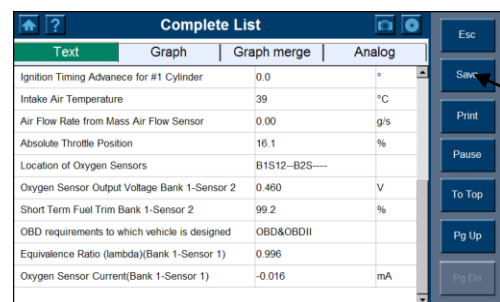 ? Complete List
Text Graph Graph merge Analog
Ignition Timing Advanece for #1 Cylinder 0.0 °
Intake Air Temperature 39 °C
Air Flow Rate from Mass Air Flow Sensor 0.00 g/s
Absolute Throttle Position 16.1 %
Location of Oxygen Sensors B1S12--B2S----
Oxygen Sensor Output Voltage Bank 1-Sensor 2 0.460 V
Short Term Fuel Trim Bank 1-Sensor 2 99.2 %
OBD requirements to which vehicle is designed OBD&OBDII
Equivalence Ratio (lambda)(Bank 1-Sensor 1) 0.996
Oxygen Sensor Current(Bank 1-Sensor 1) -0.016 mA
Esc
Save
Print
Pause
To Top
Pg Up
Pg Dn